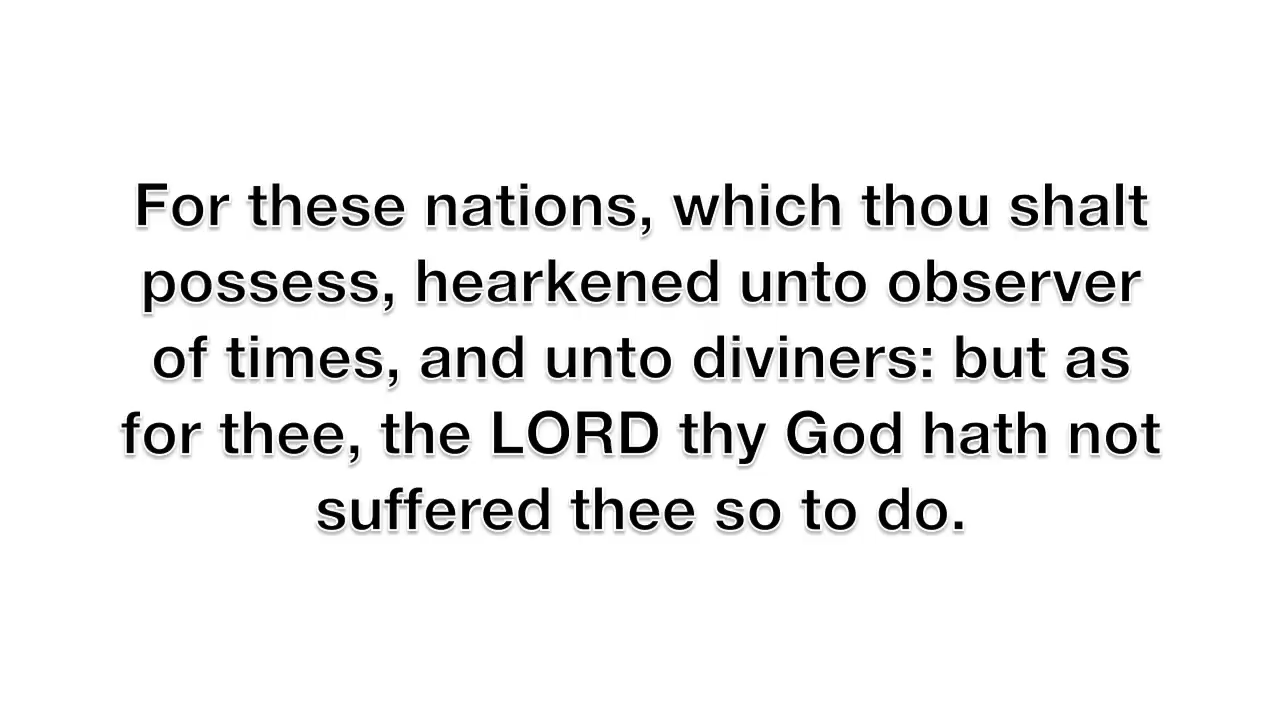 For these nations, which thou shalt
possess, hearkened unto observer
of times, and unto diviners: but as
for thee, the LORD thy God hath not
suffered thee so to do.